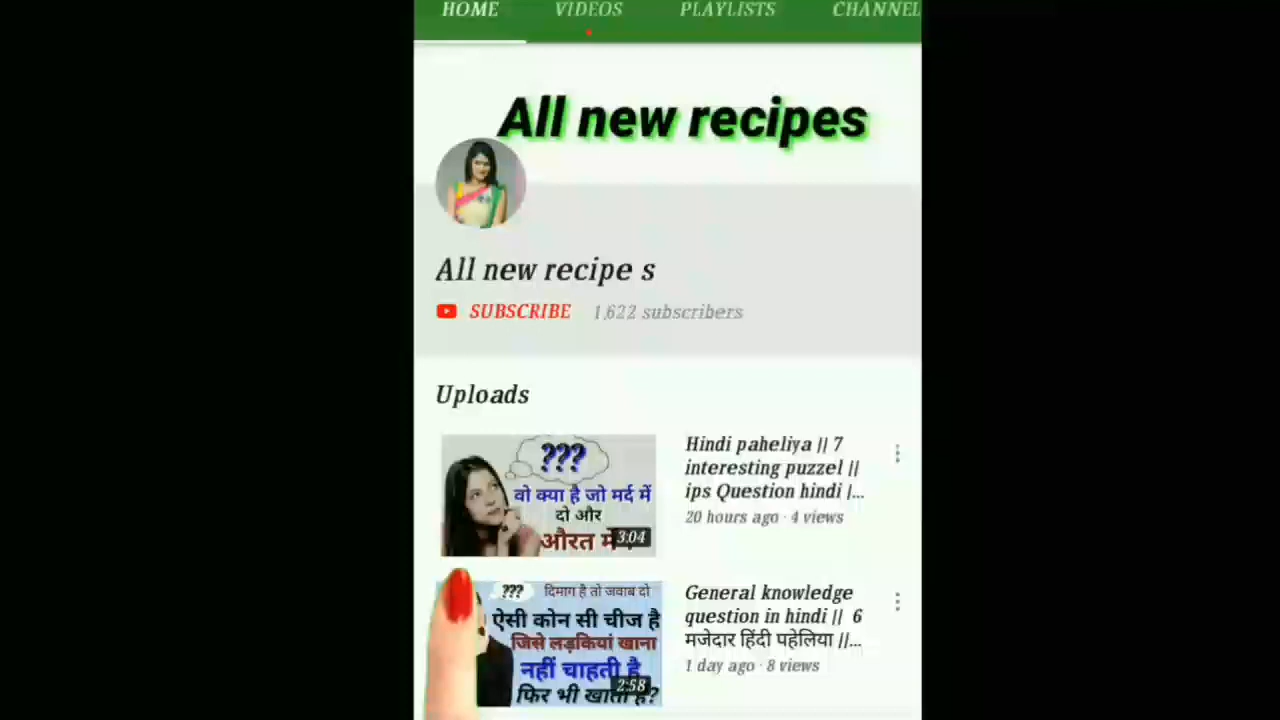 HOME VIDEOS PLAYLISTS CHANNEL
All new recipes
All new recipe s
SUBSCRIBE 1,622 subscribers
Uploads
???
वो क्या है जो मर्द में
दो और
औरत में
3:04
Hindi paheliya || 7
interesting puzzel ||
ips Question hindi |...
20 hours ago · 4 views
??? दिमाग है तो जवाब दो
ऐसी कोन सी चीज है
जिसे लड़कियां खाना
नहीं चाहती है
फिर भी खाती है?
2:58
General knowledge
question in hindi || 6
मजेदार हिंदी पहेलिया ||...
1 day ago · 8 views